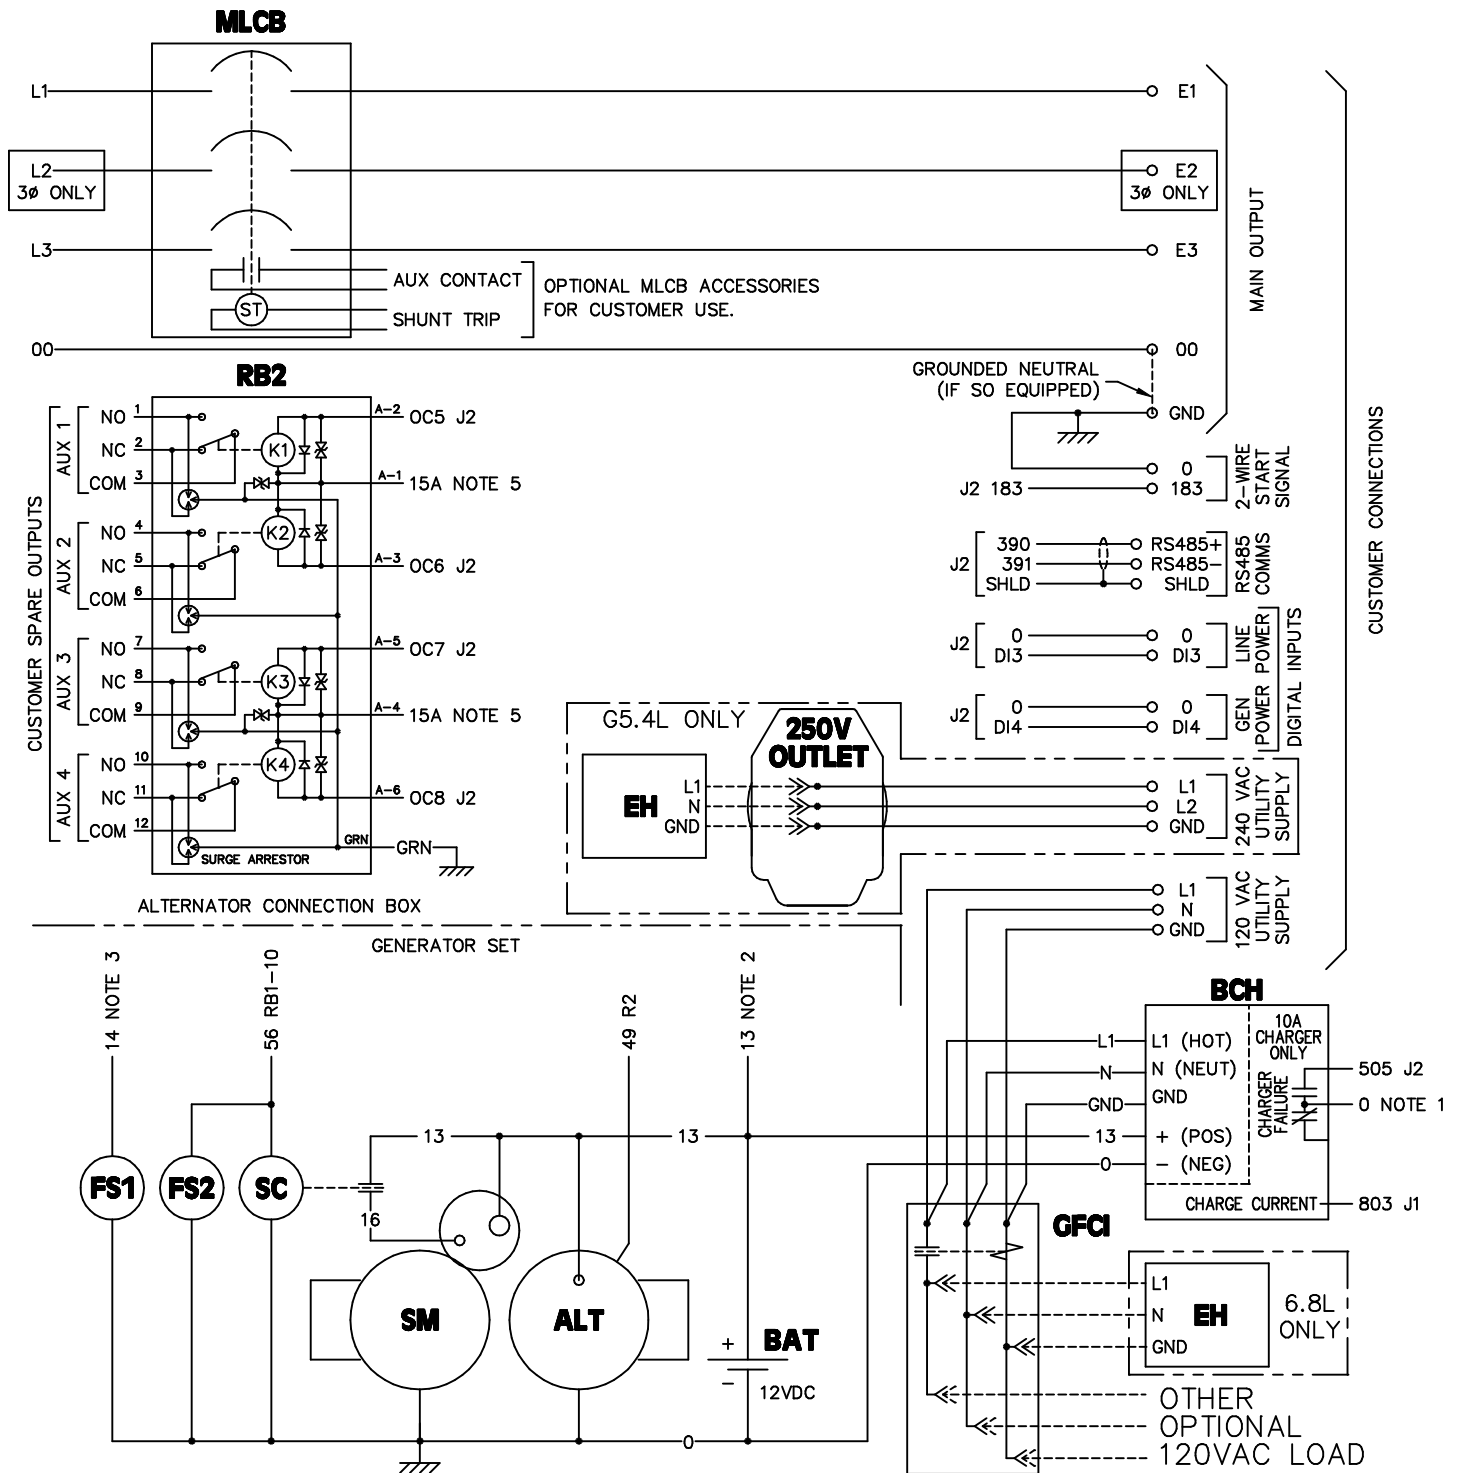 MLCB
L1
E1
L2
3ø ONLY
E2
3ø ONLY
L3
E3
MAIN OUTPUT
AUX CONTACT
ST
SHUNT TRIP
OPTIONAL MLCB ACCESSORIES
FOR CUSTOMER USE.
00
00
GROUNDED NEUTRAL
(IF SO EQUIPPED)
GND
CUSTOMER CONNECTIONS
RB2
CUSTOMER SPARE OUTPUTS
AUX 1
NO 1
NC 2
COM 3
K1
A-2 OC5 J2
A-1 15A NOTE 5
AUX 2
NO 4
NC 5
COM 6
K2
A-3 OC6 J2
AUX 3
NO 7
NC 8
COM 9
K3
A-5 OC7 J2
A-4 15A NOTE 5
AUX 4
NO 10
NC 11
COM 12
K4
A-6 OC8 J2
SURGE ARRESTOR
GRN
GRN
0
J2 183
183
2-WIRE
START
SIGNAL
J2
390
391
SHLD
RS485+
RS485-
SHLD
RS485
COMMS
J2
0
DI3
0
DI3
LINE
POWER
J2
0
DI4
0
DI4
GEN
POWER
DIGITAL INPUTS
G5.4L ONLY
250V
OUTLET
EH
L1
N
GND
L1
L2
GND
240 VAC
UTILITY
SUPPLY
L1
N
GND
120 VAC
UTILITY
SUPPLY
ALTERNATOR CONNECTION BOX
GENERATOR SET
14 NOTE 3
56 RB1-10
49 R2
13 NOTE 2
BCH
L1
N
GND
13
0
L1 (HOT)
N (NEUT)
GND
+ (POS)
- (NEG)
10A
CHARGER
ONLY
CHARGER
FAILURE
505 J2
0 NOTE 1
CHARGE CURRENT
803 J1
13
13
FS1
FS2
SC
16
SM
ALT
+
-
BAT
12VDC
0
GFCI
L1
N
GND
EH
6.8L
ONLY
OTHER
OPTIONAL
120VAC LOAD